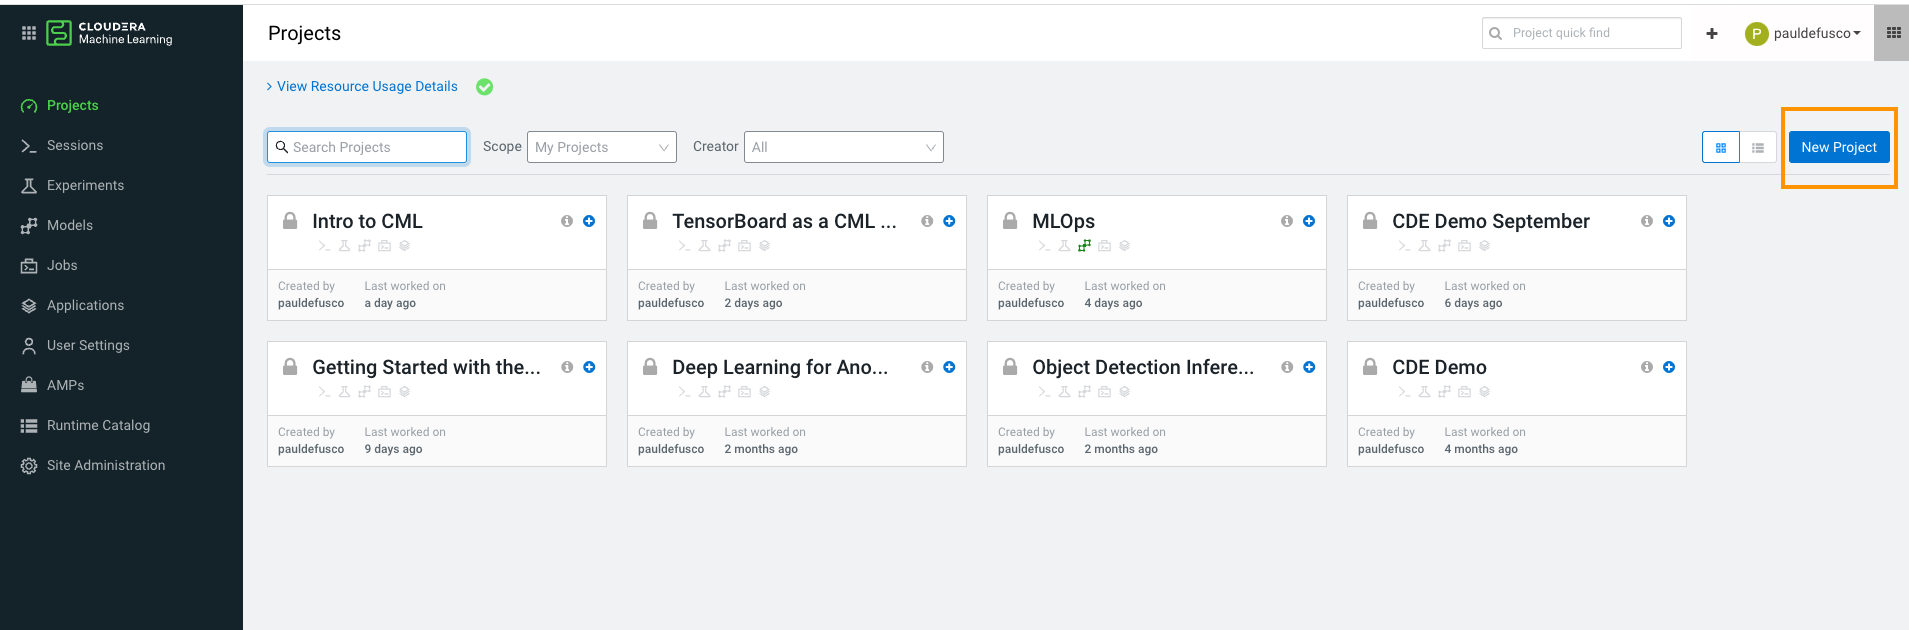 CLOUDERA
Machine Learning
Projects
Project quick find
P
pauldefusco
Projects
Sessions
Experiments
Models
Jobs
Applications
User Settings
AMPs
Runtime Catalog
Site Administration
View Resource Usage Details
Search Projects
Scope My Projects
Creator All
New Project
Intro to CML
Created by Last worked on
pauldefusco a day ago
TensorBoard as a CML ...
Created by Last worked on
pauldefusco 2 days ago
MLOps
Created by Last worked on
pauldefusco 4 days ago
CDE Demo September
Created by Last worked on
pauldefusco 6 days ago
Getting Started with the...
Created by Last worked on
pauldefusco 9 days ago
Deep Learning for Ano...
Created by Last worked on
pauldefusco 2 months ago
Object Detection Infere...
Created by Last worked on
pauldefusco 2 months ago
CDE Demo
Created by Last worked on
pauldefusco 4 months ago